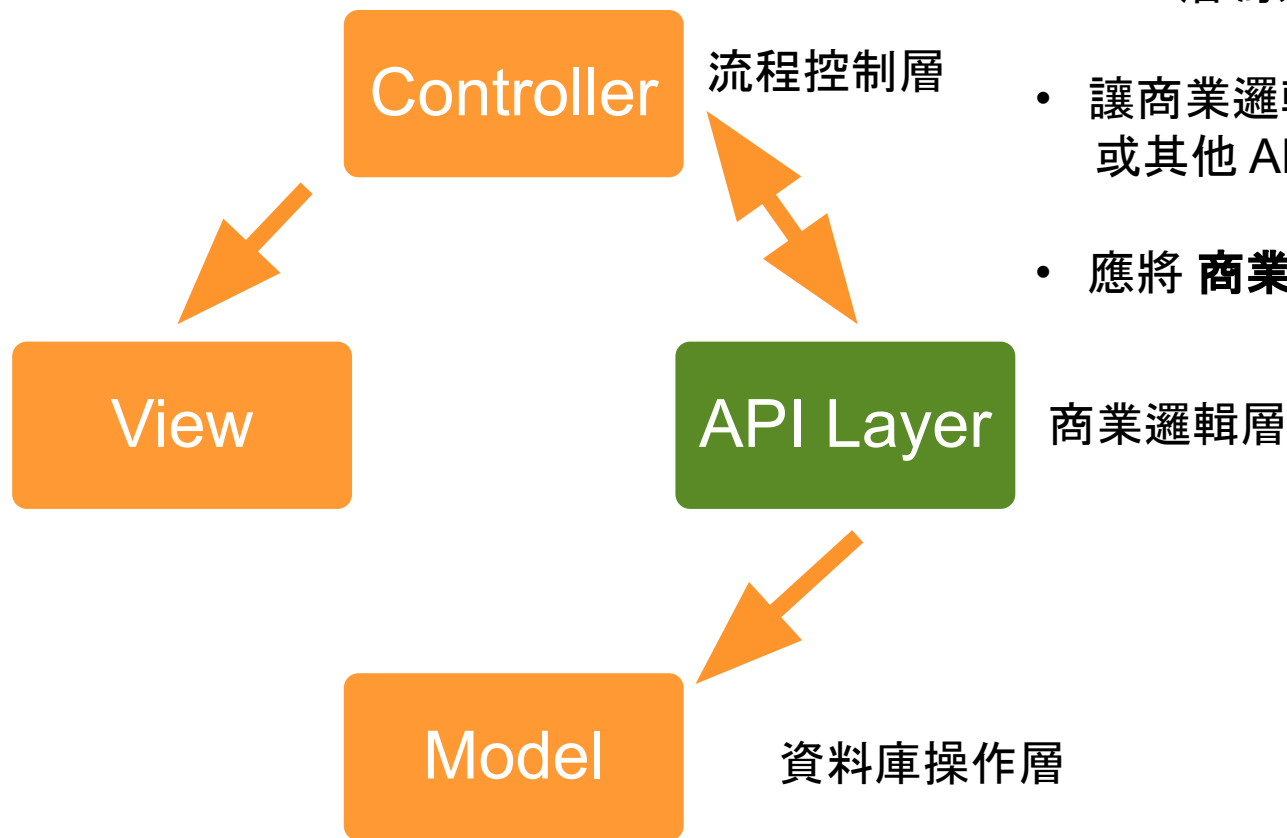 Controller
流程控制層
• 讓商業邏
或其他 A
• 應將 商業
View
API Layer
商業邏輯層
Model
資料庫操作層